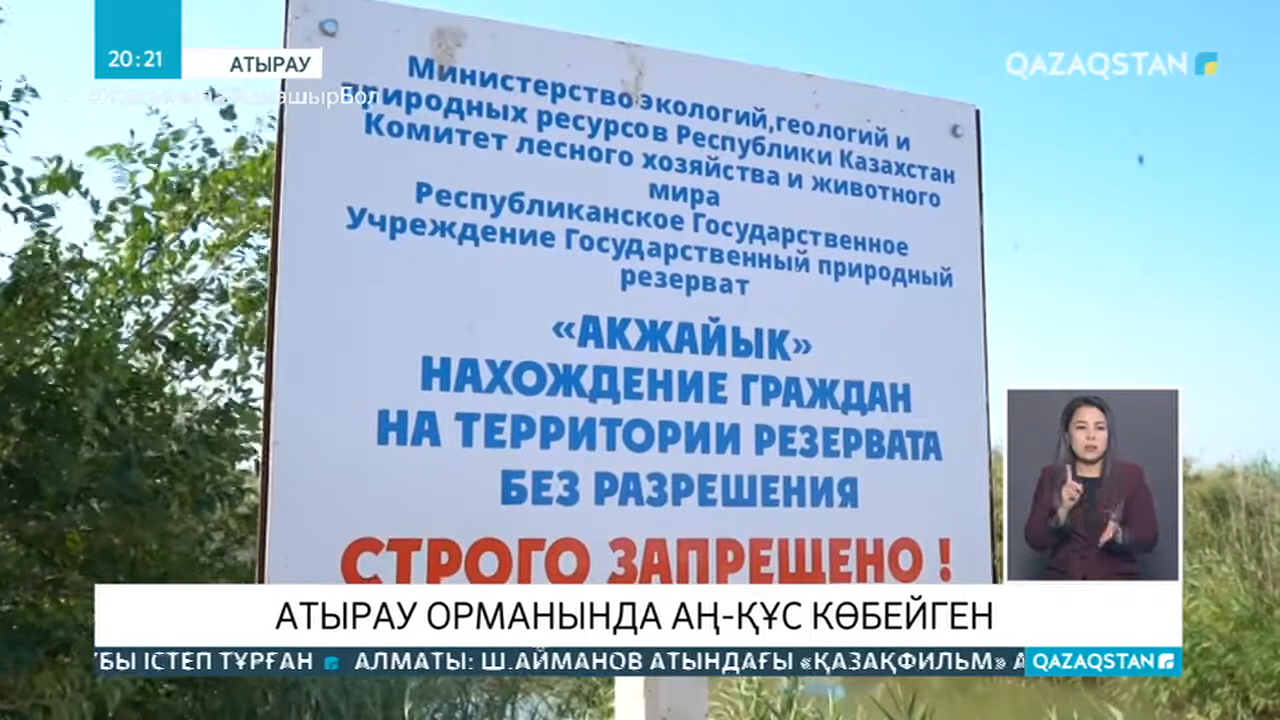 20:21
АТЫРАУ
QAZAQSTAN
Министерство экологий,геологий и
природных ресурсов Республики Казахстан
Комитет лесного хозяйства и животного
мира
Республиканское Государственное
Учреждение Государственный природный
резерват
«АКЖАЙЫК»
НАХОЖДЕНИЕ ГРАЖДАН
НА ТЕРРИТОРИИ РЕЗЕРВАТА
БЕЗ РАЗРЕШЕНИЯ
СТРОГО ЗАПРЕЩЕНО !
АТЫРАУ ОРМАНЫНДА АҢ-ҚҰС КӨБЕЙГЕН
ІСТЕП ТҰРҒАН АЛМАТЫ: Ш.АЙМАНОВ АТЫНДАҒЫ «ҚАЗАҚФИЛЬМ» А
QAZAQSTAN